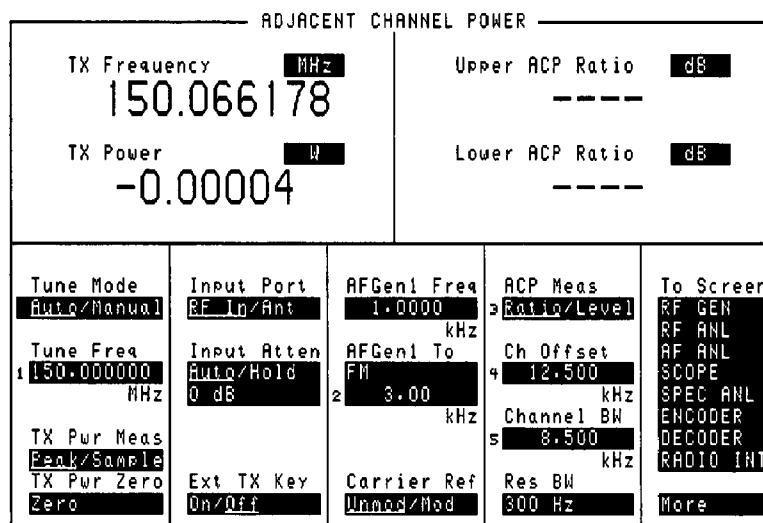 ADJACENT CHANNEL POWER
TX Frequency MHz
150.066178
TX Power W
-0.00004
Upper ACP Ratio dB
----
Lower ACP Ratio dB
----
Tune Mode
Auto/Manual
Tune Freq
1 150.000000
MHz
TX Pwr Meas
Peak/Sample
TX Pwr Zero
Zero
Input Port
RF In/Ant
Input Atten
Auto/Hold
0 dB
Ext TX Key
On/Off
AFGen1 Freq
1.0000
kHz
AFGen1 To
FM
2 3.00
kHz
Carrier Ref
Unmod/Mod
ACP Meas
3 Ratio/Level
Ch Offset
4 12.500
kHz
Channel BW
5 8.500
kHz
Res BW
300 Hz
To Screen
RF GEN
RF ANL
AF ANL
SCOPE
SPEC ANL
ENCODER
DECODER
RADIO INT
More